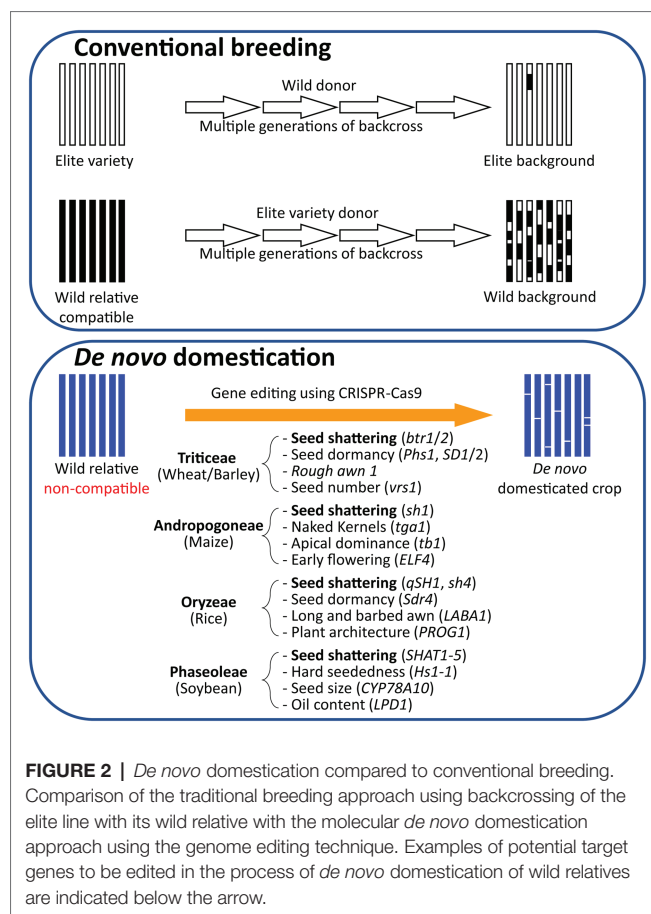 Conventional breeding
Wild donor
Multiple generations of backcross
Elite variety
Elite background
Elite variety donor
Multiple generations of backcross
Wild relative
compatible
Wild background
De novo domestication
Gene editing using CRISPR-Cas9
Wild relative
non-compatible
De novo
domesticated crop
Triticeae
(Wheat/Barley)
- Seed shattering (btr1/2)
- Seed dormancy (Phs1, SD1/2)
- Rough awn 1
- Seed number (vrs1)
Andropogoneae
(Maize)
- Seed shattering (sh1)
- Naked Kernels (tga1)
- Apical dominance (tb1)
- Early flowering (ELF4)
Oryzeae
(Rice)
- Seed shattering (qSH1, sh4)
- Seed dormancy (Sdr4)
- Long and barbed awn (LABA1)
- Plant architecture (PROG1)
Phaseoleae
(Soybean)
- Seed shattering (SHAT1-5)
- Hard seededness (Hs1-1)
- Seed size (CYP78A10)
- Oil content (LPD1)
FIGURE 2 | De novo domestication compared to conventional breeding.
Comparison of the traditional breeding approach using backcrossing of the
elite line with its wild relative with the molecular de novo domestication
approach using the genome editing technique. Examples of potential target
genes to be edited in the process of de novo domestication of wild relatives
are indicated below the arrow.